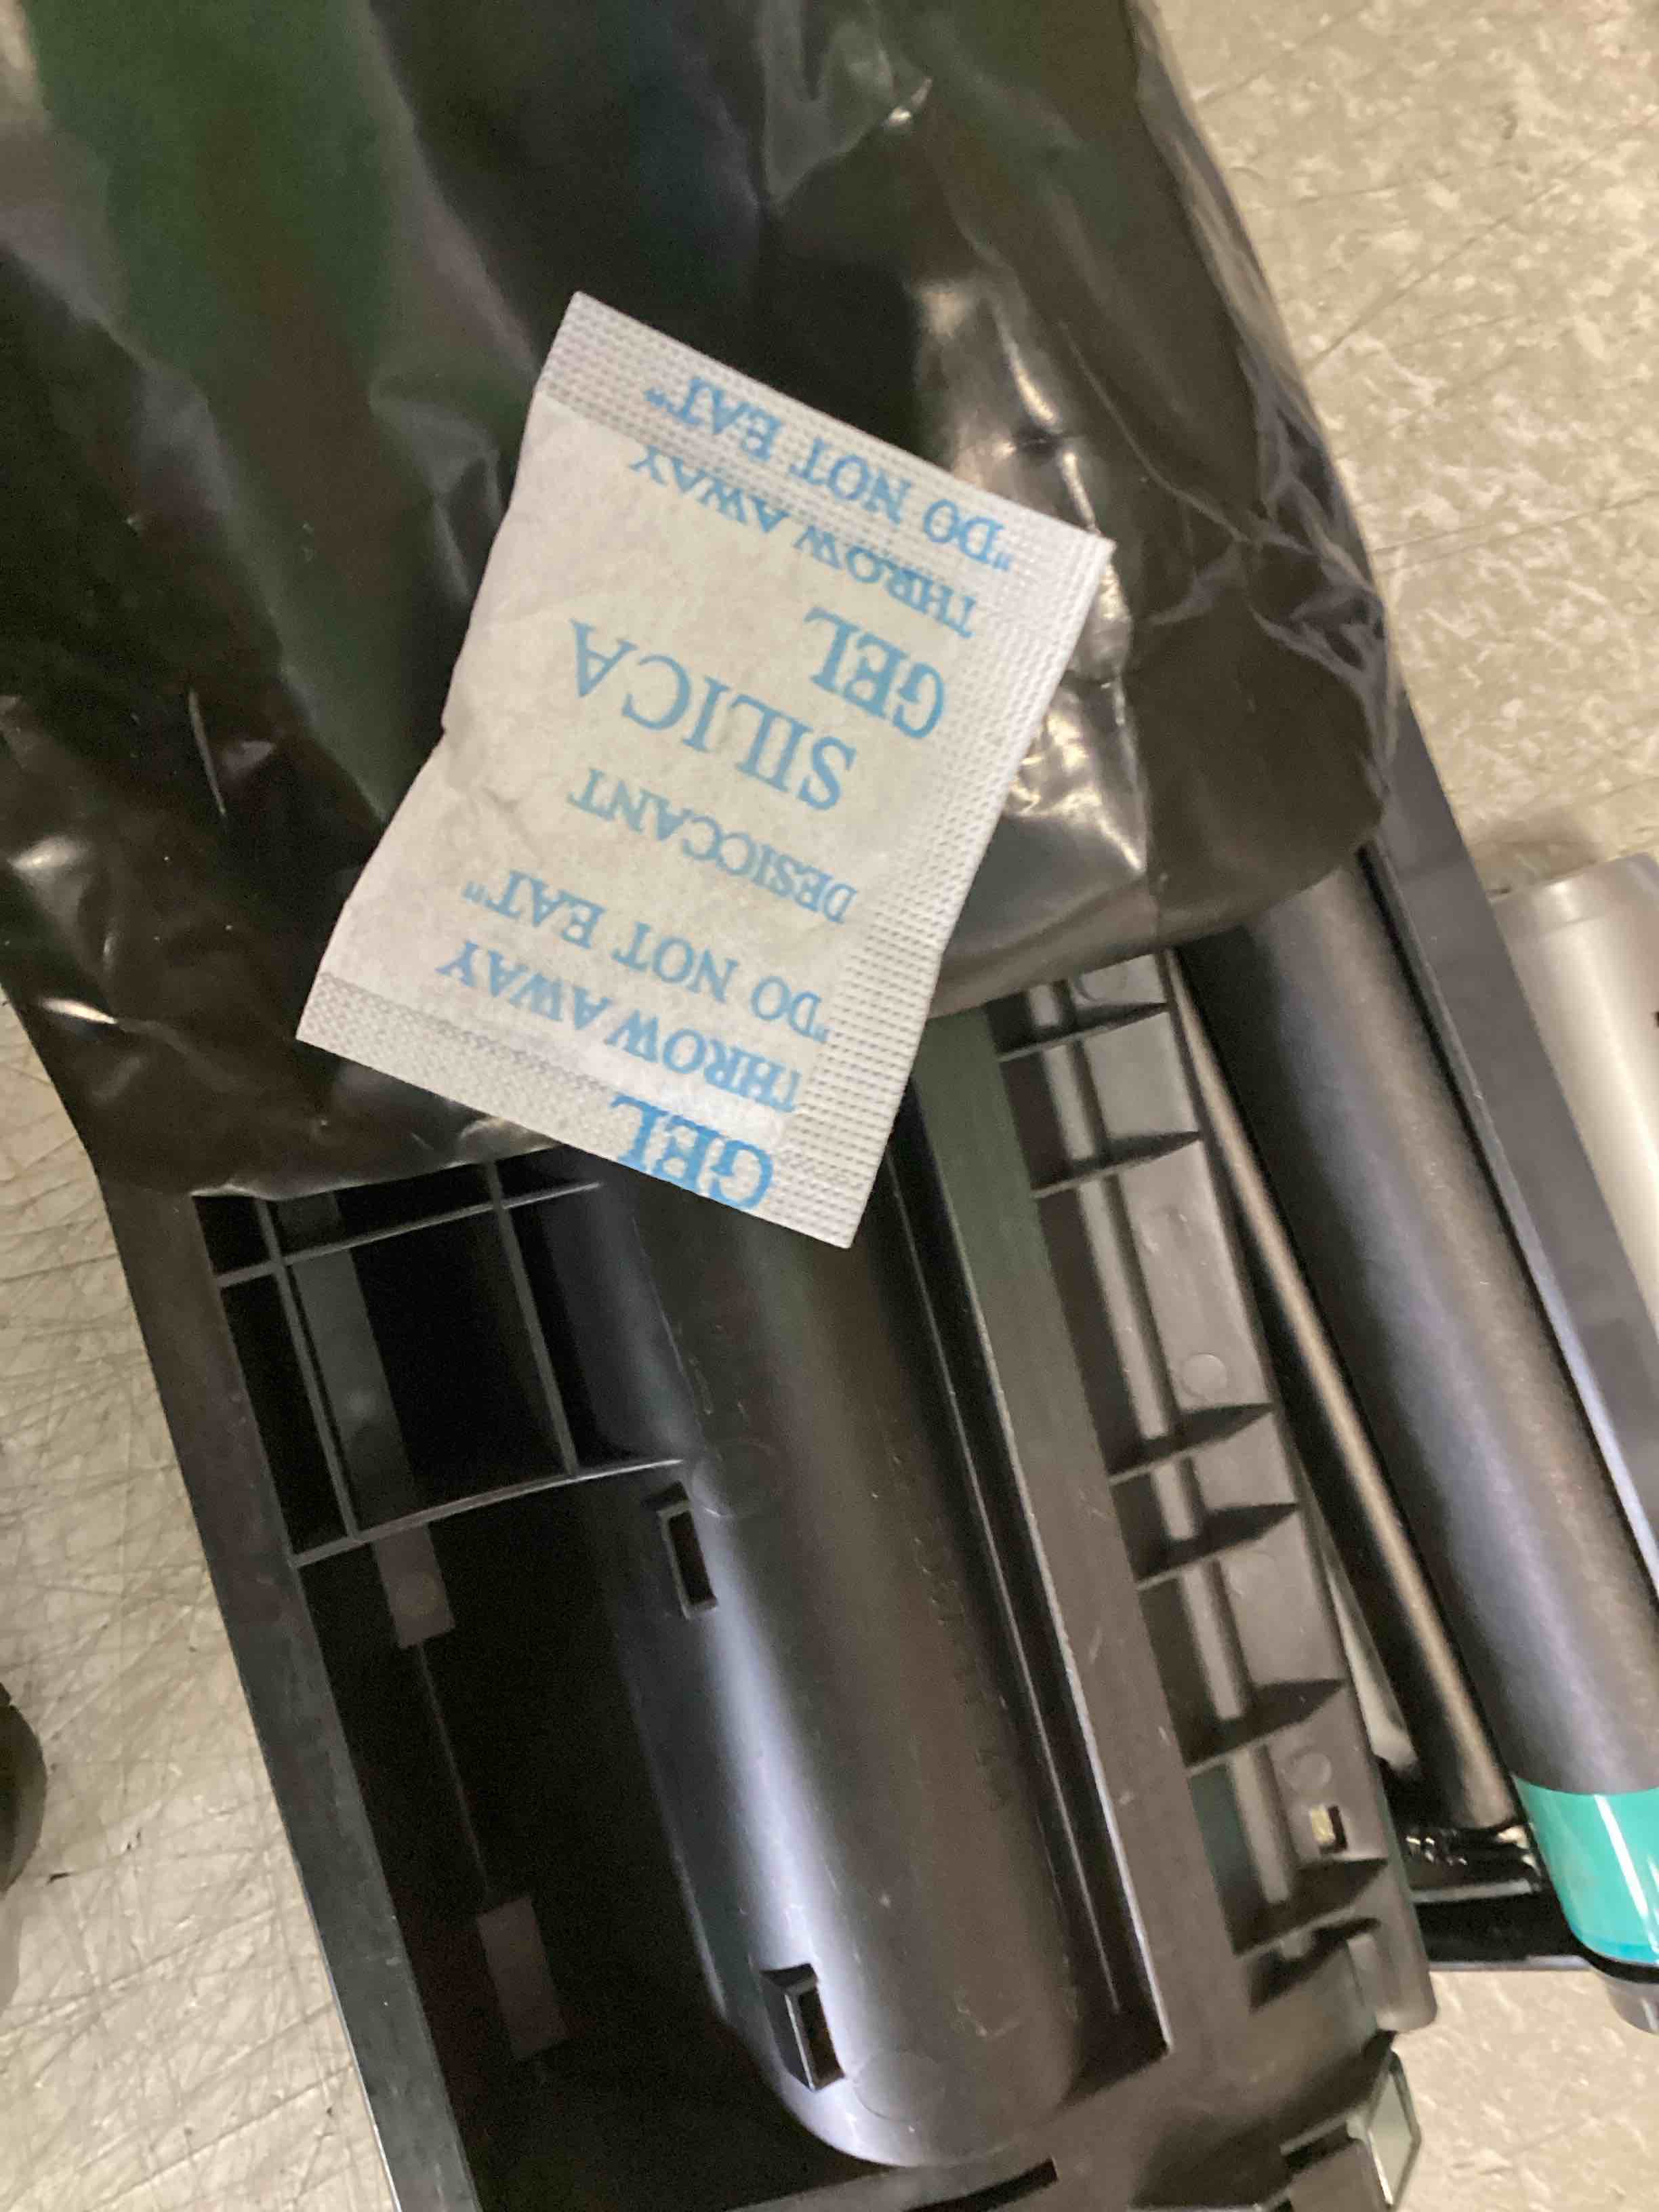 GEL
THROW AWAY
"DO NOT EAT"
DESICCANT
SILICA
GEL
THROW AWAY
"DO NOT EAT"